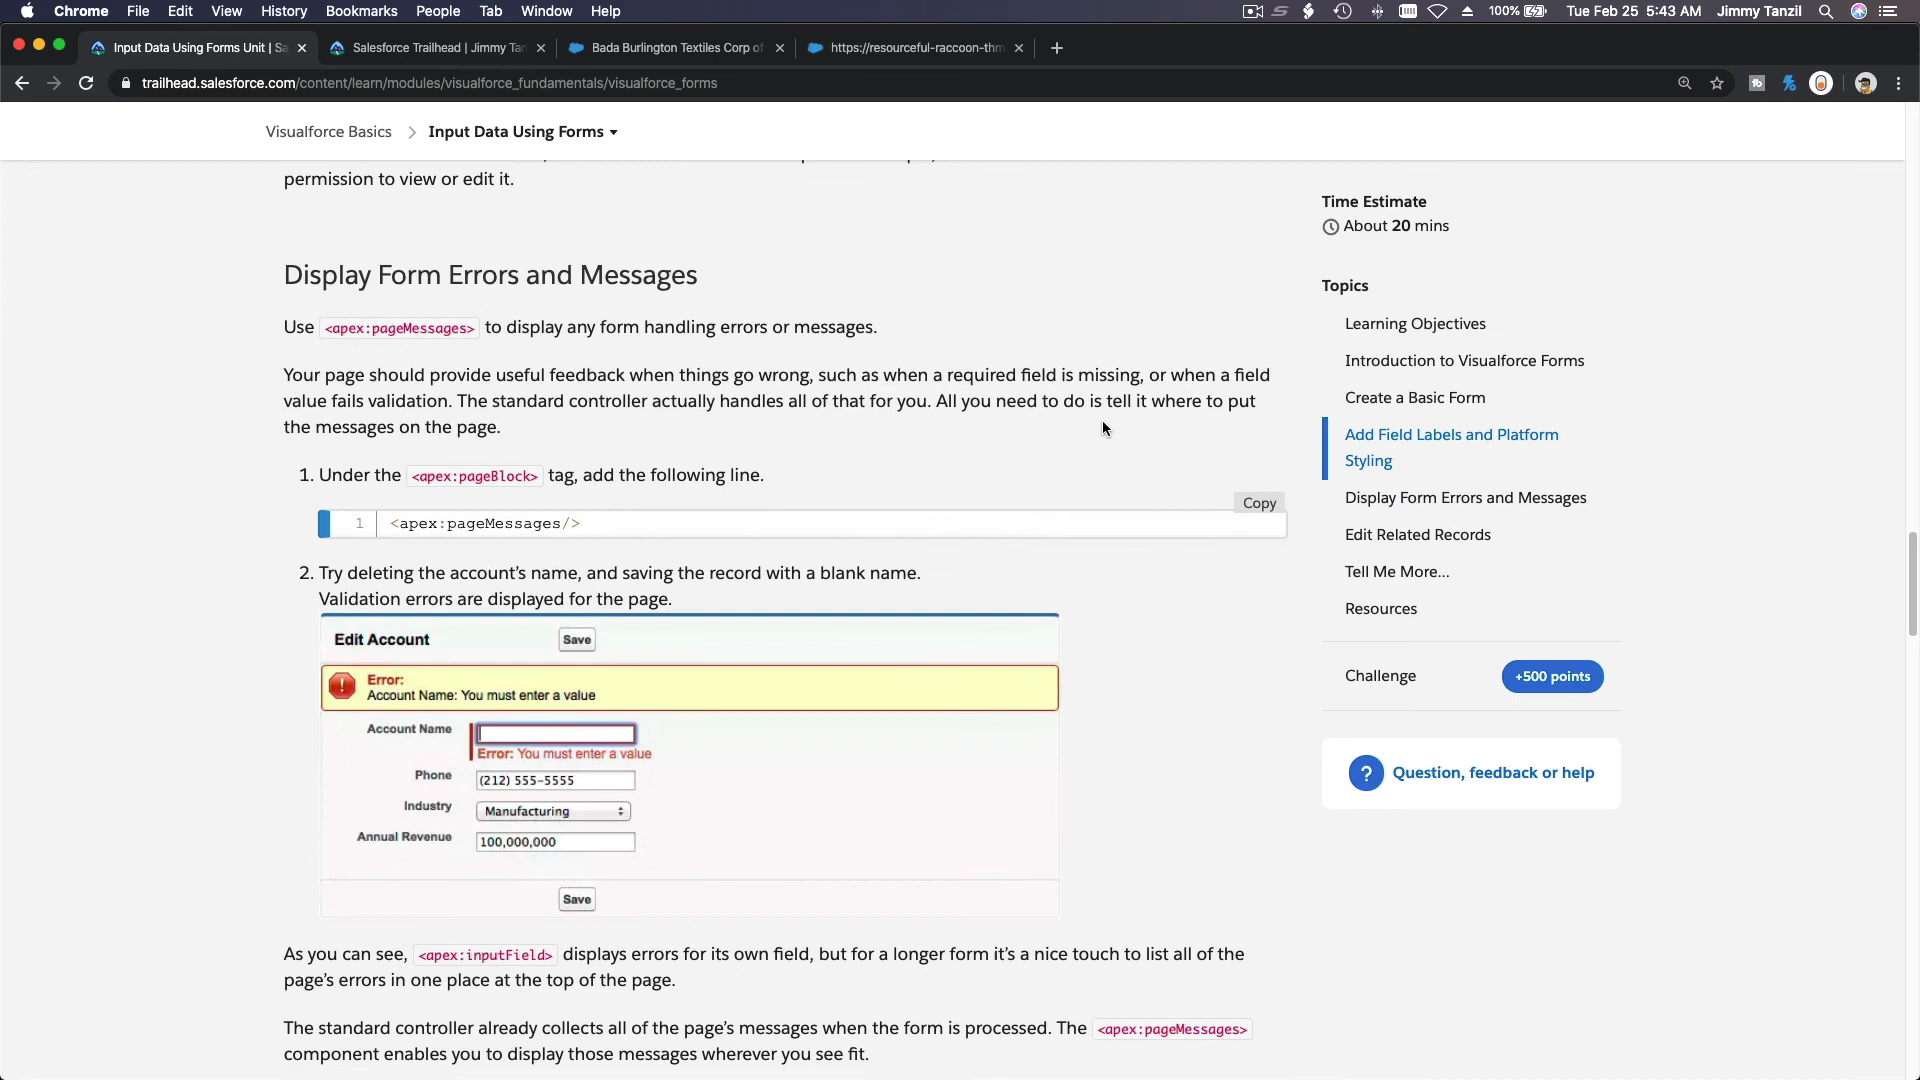 Chrome File Edit View History Bookmarks People Tab Window Help 100% Tue Feb 25 5:43 AM Jimmy Tanzil
Input Data Using Forms Unit | Sa Salesforce Trailhead | Jimmy Tan Bada Burlington Textiles Corp of https://resourceful-raccoon-thm
trailhead.salesforce.com/content/learn/modules/visualforce_fundamentals/visualforce_forms
Visualforce Basics > Input Data Using Forms
permission to view or edit it.
Display Form Errors and Messages
Use <apex:pageMessages> to display any form handling errors or messages.
Your page should provide useful feedback when things go wrong, such as when a required field is missing, or when a field
value fails validation. The standard controller actually handles all of that for you. All you need to do is tell it where to put
the messages on the page.
1. Under the <apex:pageBlock> tag, add the following line.
Copy
1 <apex:pageMessages/>
2. Try deleting the account's name, and saving the record with a blank name.
Validation errors are displayed for the page.
Edit Account Save
Error:
Account Name: You must enter a value
Account Name
Error: You must enter a value
Phone (212) 555-5555
Industry Manufacturing
Annual Revenue 100,000,000
Save
As you can see, <apex:inputField> displays errors for its own field, but for a longer form it's a nice touch to list all of the
page's errors in one place at the top of the page.
The standard controller already collects all of the page's messages when the form is processed. The <apex:pageMessages>
component enables you to display those messages wherever you see fit.
Time Estimate
About 20 mins
Topics
Learning Objectives
Introduction to Visualforce Forms
Create a Basic Form
Add Field Labels and Platform
Styling
Display Form Errors and Messages
Edit Related Records
Tell Me More...
Resources
Challenge +500 points
? Question, feedback or help